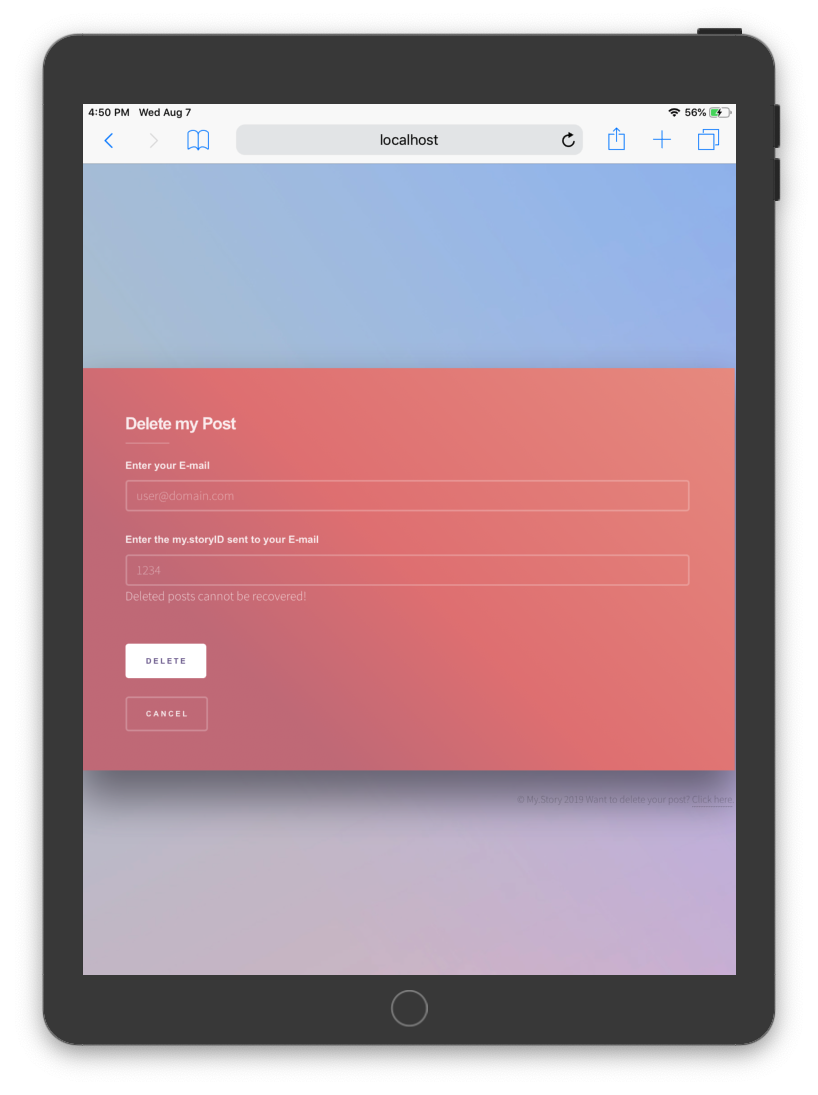 4:50 PM Wed Aug 7 56%
localhost
Delete my Post
Enter your E-mail
user@domain.com
Enter the my.storyID sent to your E-mail
1234
Deleted posts cannot be recovered!
DELETE
CANCEL
© My.Story 2019 Want to delete your post? Click here.